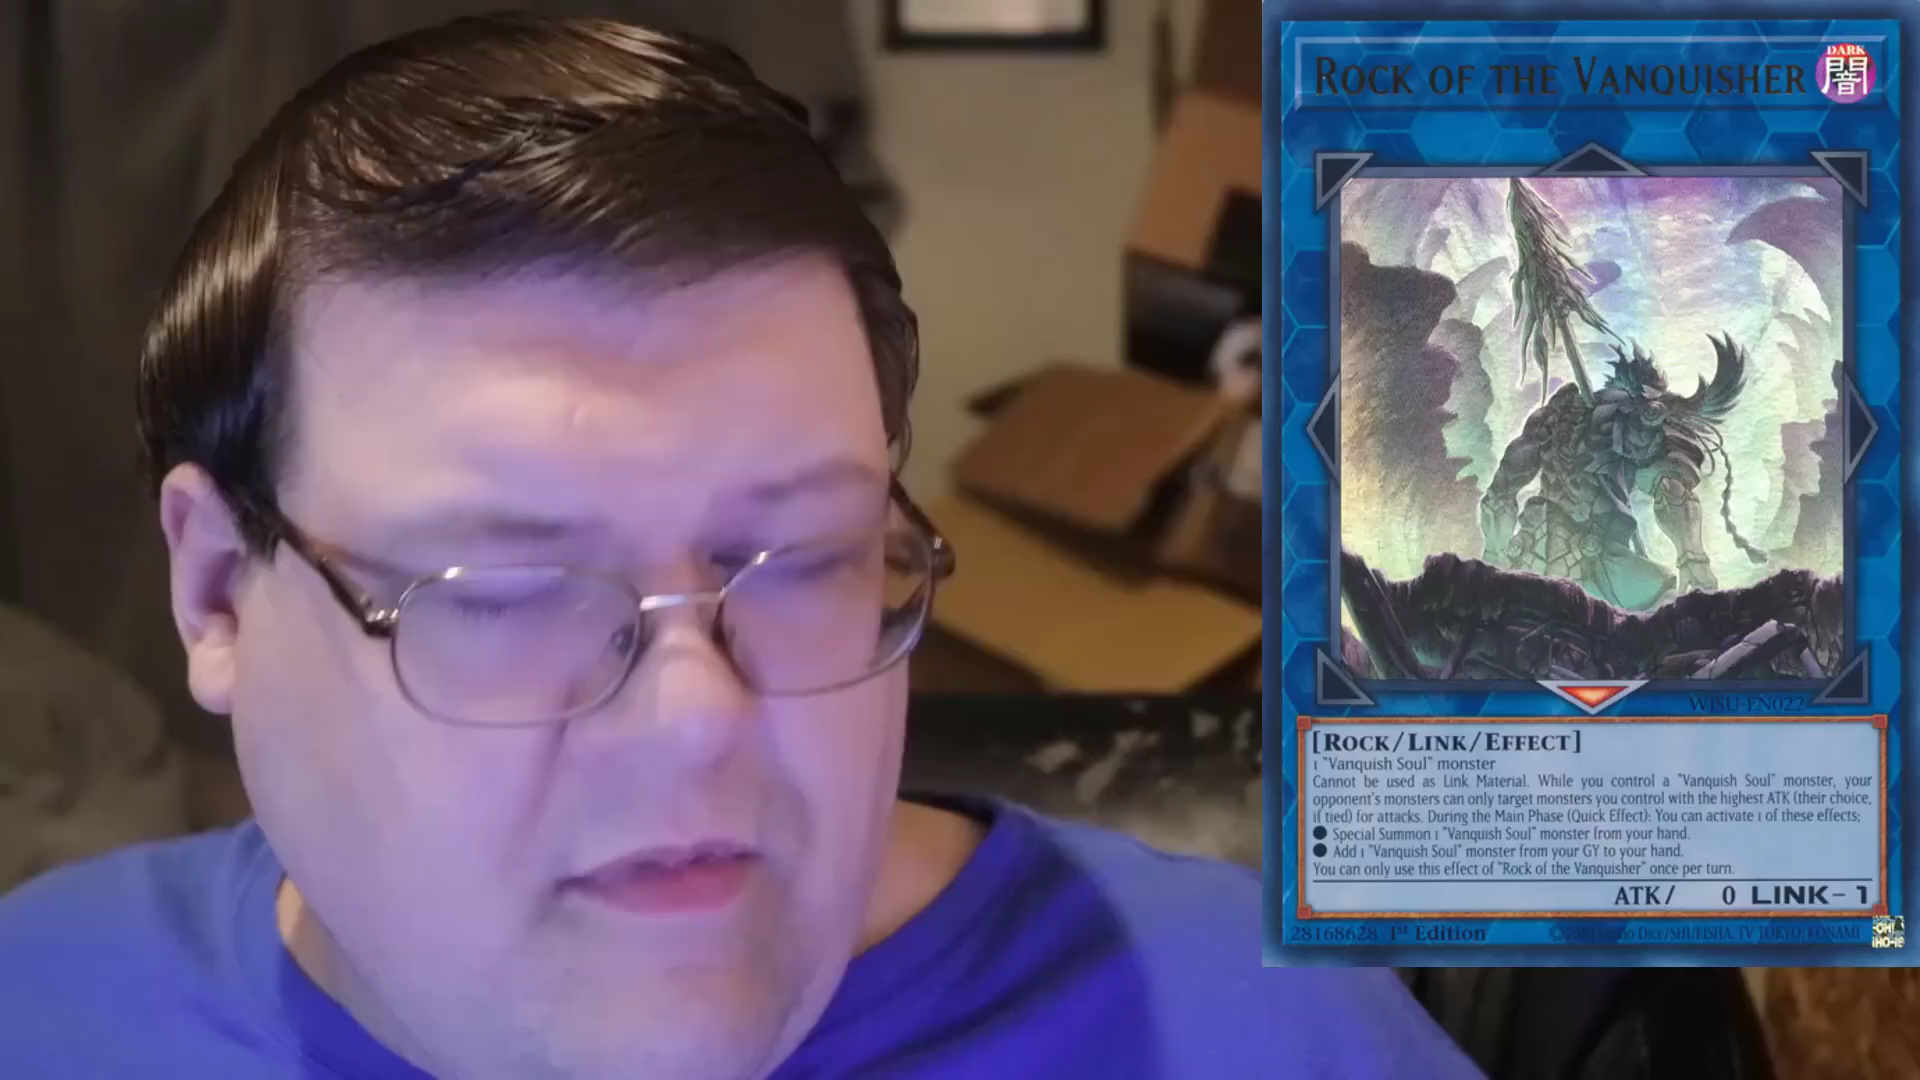 ROCK OF THE VANQUISHER
DARK
闇
WISU-EN022
[ROCK/LINK/EFFECT]
1 "Vanquish Soul" monster
Cannot be used as Link Material. While you control a "Vanquish Soul" monster, your
opponent's monsters can only target monsters you control with the highest ATK (their choice,
if tied) for attacks. During the Main Phase (Quick Effect): You can activate 1 of these effects;
● Special Summon 1 "Vanquish Soul" monster from your hand.
● Add 1 "Vanquish Soul" monster from your GY to your hand.
You can only use this effect of "Rock of the Vanquisher" once per turn.
ATK/ 0 LINK-1
28168628 1st Edition
Dice/SHUEISHA, TV TOKYO, KONAMI